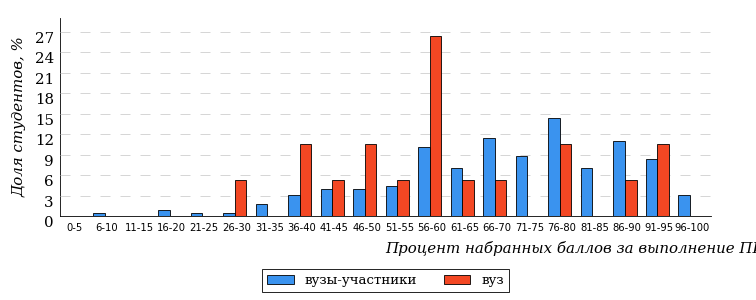 Доля студентов, %
27
24
21
18
15
12
9
6
3
0
0-5 6-10 11-15 16-20 21-25 26-30 31-35 36-40 41-45 46-50 51-55 56-60 61-65 66-70 71-75 76-80 81-85 86-90 91-95 96-100
Процент набранных баллов за выполнение
вузы-участники вуз